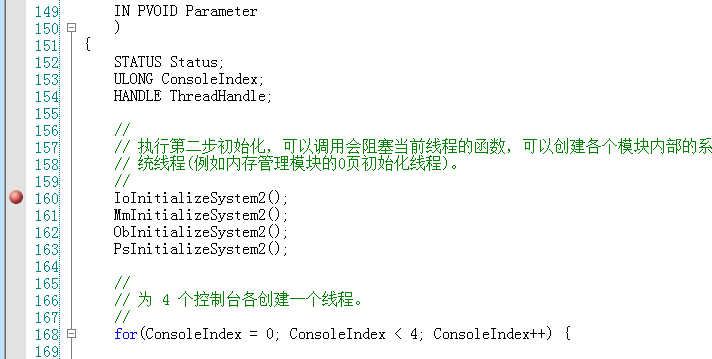 149 IN PVOID Parameter
150 )
151 {
152 STATUS Status;
153 ULONG ConsoleIndex;
154 HANDLE ThreadHandle;
155
156 //
157 // 执行第二步初始化，可以调用会阻塞当前线程的函数，可以创建各个模块内部的系
158 // 统线程(例如内存管理模块的0页初始化线程)。
159 //
160 IoInitializeSystem2();
161 MmInitializeSystem2();
162 ObInitializeSystem2();
163 PsInitializeSystem2();
164
165 //
166 // 为 4 个控制台各创建一个线程。
167 //
168 for(ConsoleIndex = 0; ConsoleIndex < 4; ConsoleIndex++) {
169